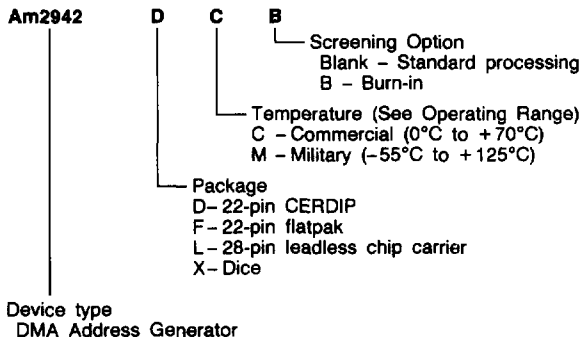 Am2942 D C B
Screening Option
Blank – Standard processing
B – Burn-in
Temperature (See Operating Range)
C – Commercial (0°C to +70°C)
M – Military (–55°C to +125°C)
Package
D– 22-pin CERDIP
F– 22-pin flatpak
L– 28-pin leadless chip carrier
X– Dice
Device type
DMA Address Generator